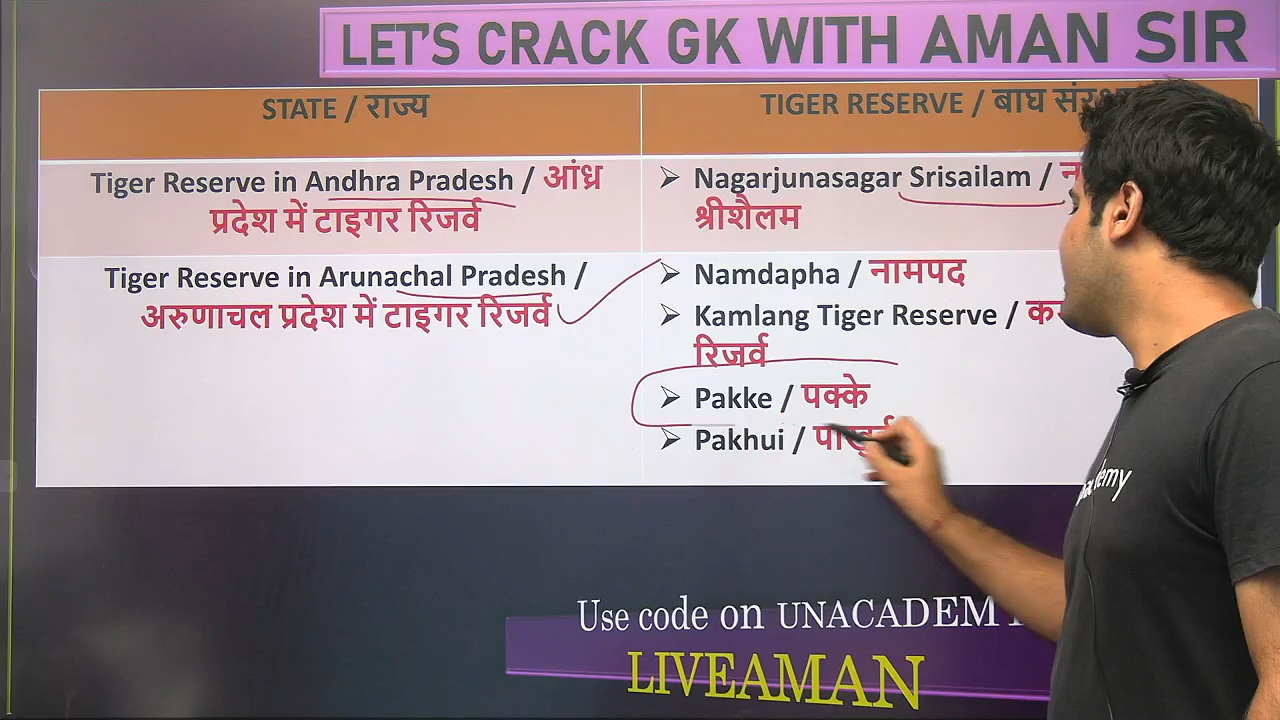 LET'S CRACK GK WITH AMAN SIR
STATE / राज्य
TIGER RESERVE / बाघ
Tiger Reserve in Andhra Pradesh / आंध्र
प्रदेश में टाइगर रिजर्व
➢ Nagarjunasagar Srisailam /
श्रीशैलम
Tiger Reserve in Arunachal Pradesh /
अरुणाचल प्रदेश में टाइगर रिजर्व
➢ Namdapha / नामपद
➢ Kamlang Tiger Reserve /
रिजर्व
➢ Pakke / पक्के
➢ Pakhui /
Use code on UNACADEM
LIVEAMAN